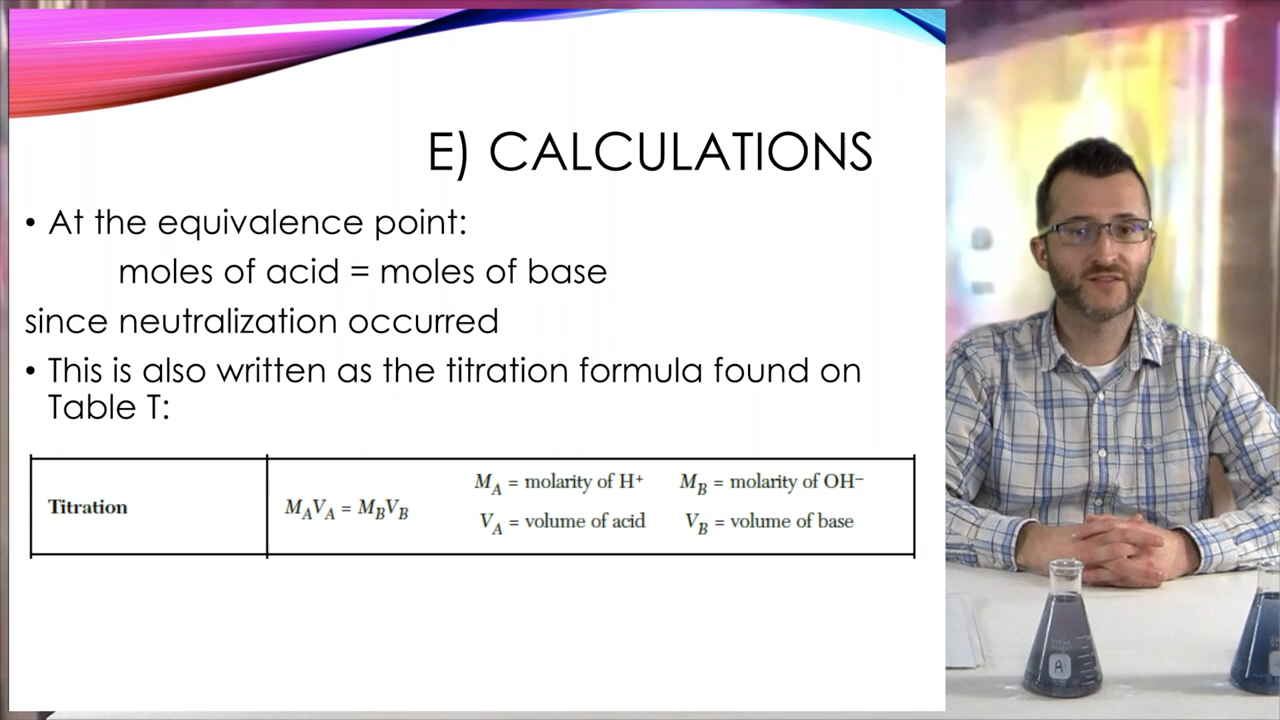 E) CALCULATIONS
• At the equivalence point:
moles of acid = moles of base
since neutralization occurred
• This is also written as the titration formula found on
Table T:
Titration
M_AV_A = M_BV_B
M_A = molarity of H⁺ M_B = molarity of OH⁻
V_A = volume of acid V_B = volume of base
A